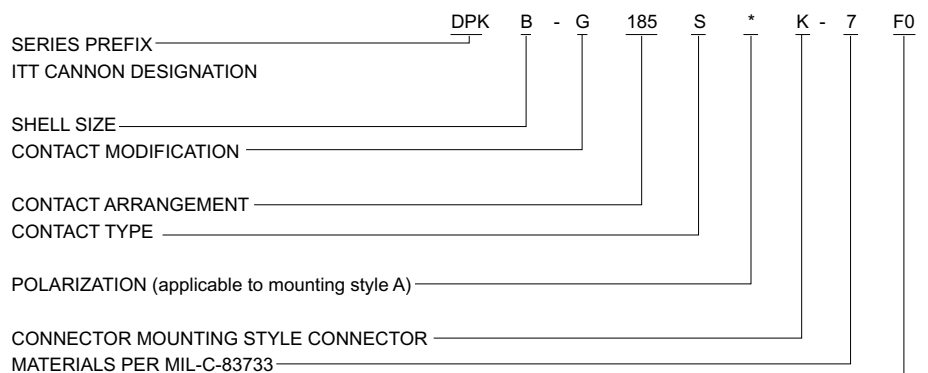 DPK B - G 185 S * K - 7 F0
SERIES PREFIX
ITT CANNON DESIGNATION
SHELL SIZE
CONTACT MODIFICATION
CONTACT ARRANGEMENT
CONTACT TYPE
POLARIZATION (applicable to mounting style A)
CONNECTOR MOUNTING STYLE CONNECTOR
MATERIALS PER MIL-C-83733